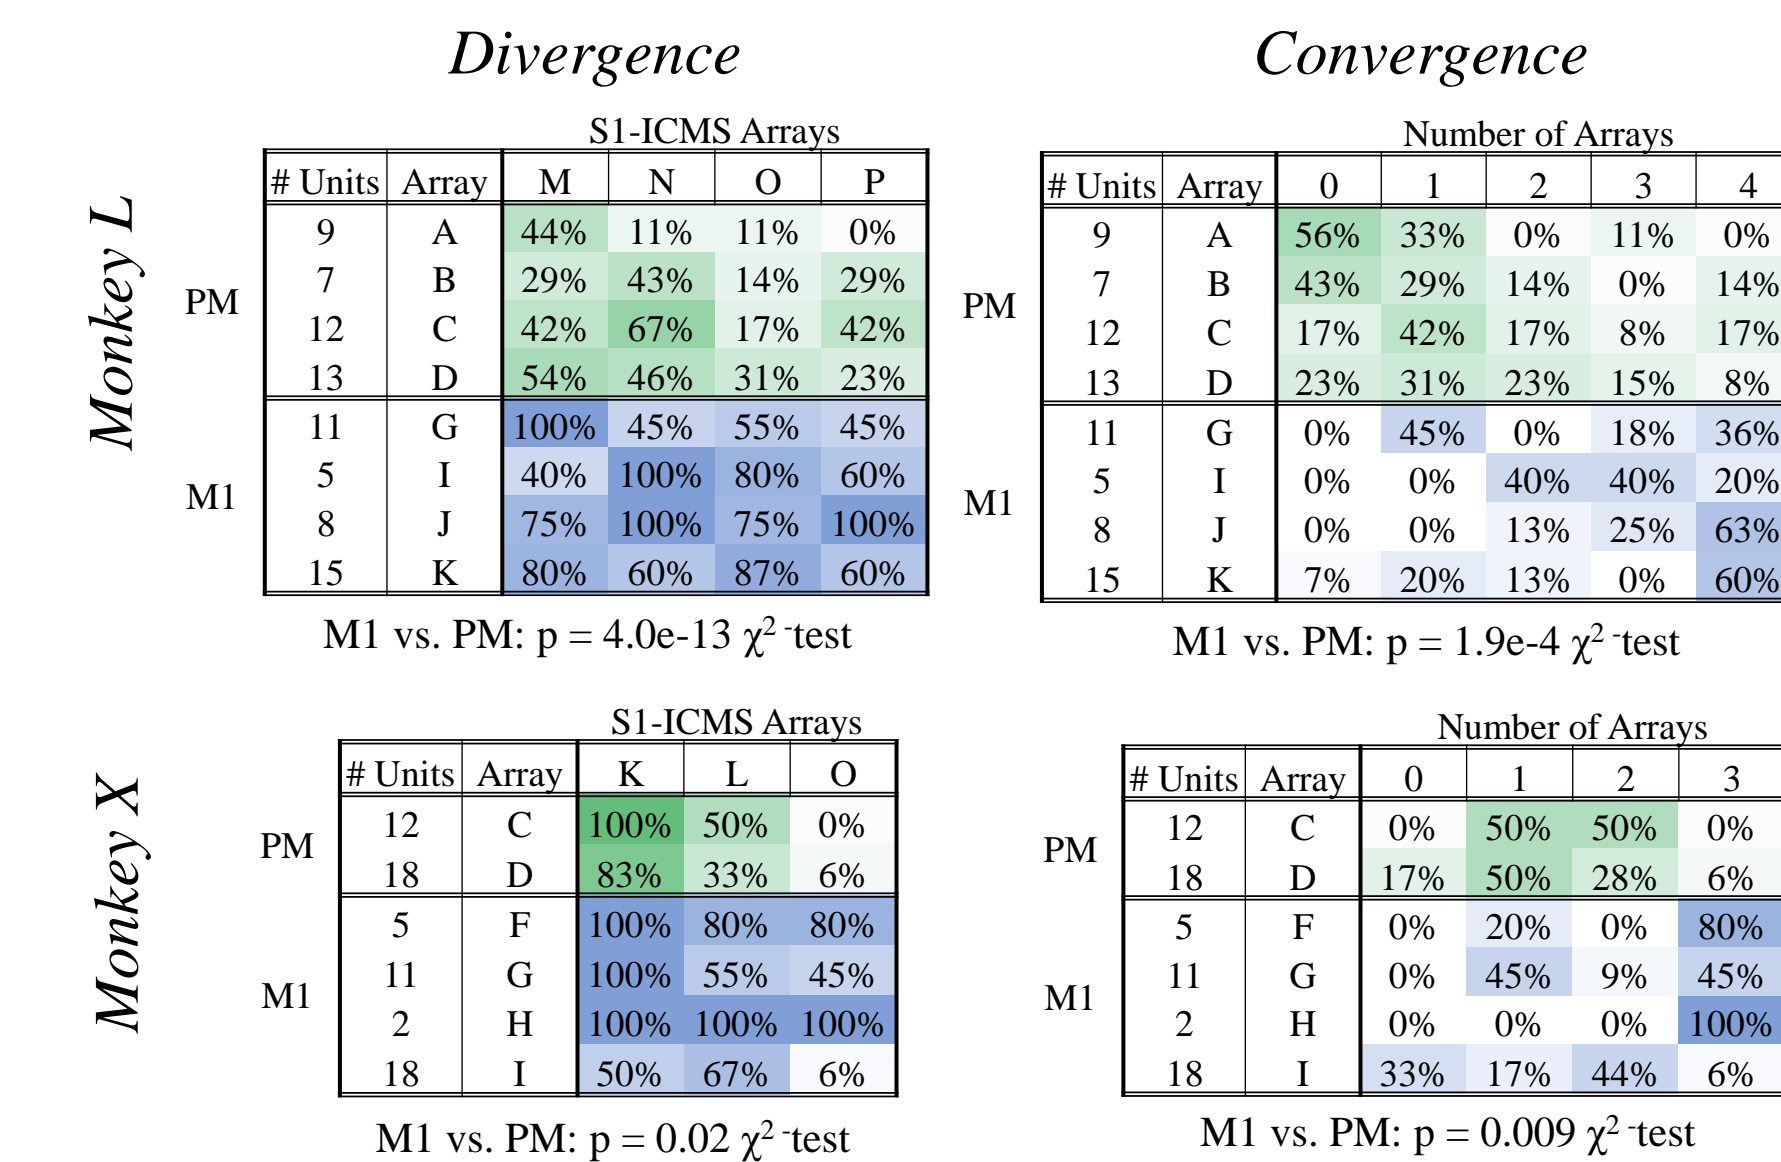 Divergence
Convergence
Monkey L
S1-ICMS Arrays
# Units Array M N O P
PM
9 A 44% 11% 11% 0%
7 B 29% 43% 14% 29%
12 C 42% 67% 17% 42%
13 D 54% 46% 31% 23%
M1
11 G 100% 45% 55% 45%
5 I 40% 100% 80% 60%
8 J 75% 100% 75% 100%
15 K 80% 60% 87% 60%
M1 vs. PM: p = 4.0e-13 χ² -test
Number of Arrays
# Units Array 0 1 2 3 4
PM
9 A 56% 33% 0% 11% 0%
7 B 43% 29% 14% 0% 14%
12 C 17% 42% 17% 8% 17%
13 D 23% 31% 23% 15% 8%
M1
11 G 0% 45% 0% 18% 36%
5 I 0% 0% 40% 40% 20%
8 J 0% 0% 13% 25% 63%
15 K 7% 20% 13% 0% 60%
M1 vs. PM: p = 1.9e-4 χ² -test
Monkey X
S1-ICMS Arrays
# Units Array K L O
PM
12 C 100% 50% 0%
18 D 83% 33% 6%
M1
5 F 100% 80% 80%
11 G 100% 55% 45%
2 H 100% 100% 100%
18 I 50% 67% 6%
M1 vs. PM: p = 0.02 χ² -test
Number of Arrays
# Units Array 0 1 2 3
PM
12 C 0% 50% 50% 0%
18 D 17% 50% 28% 6%
M1
5 F 0% 20% 0% 80%
11 G 0% 45% 9% 45%
2 H 0% 0% 0% 100%
18 I 33% 17% 44% 6%
M1 vs. PM: p = 0.009 χ² -test